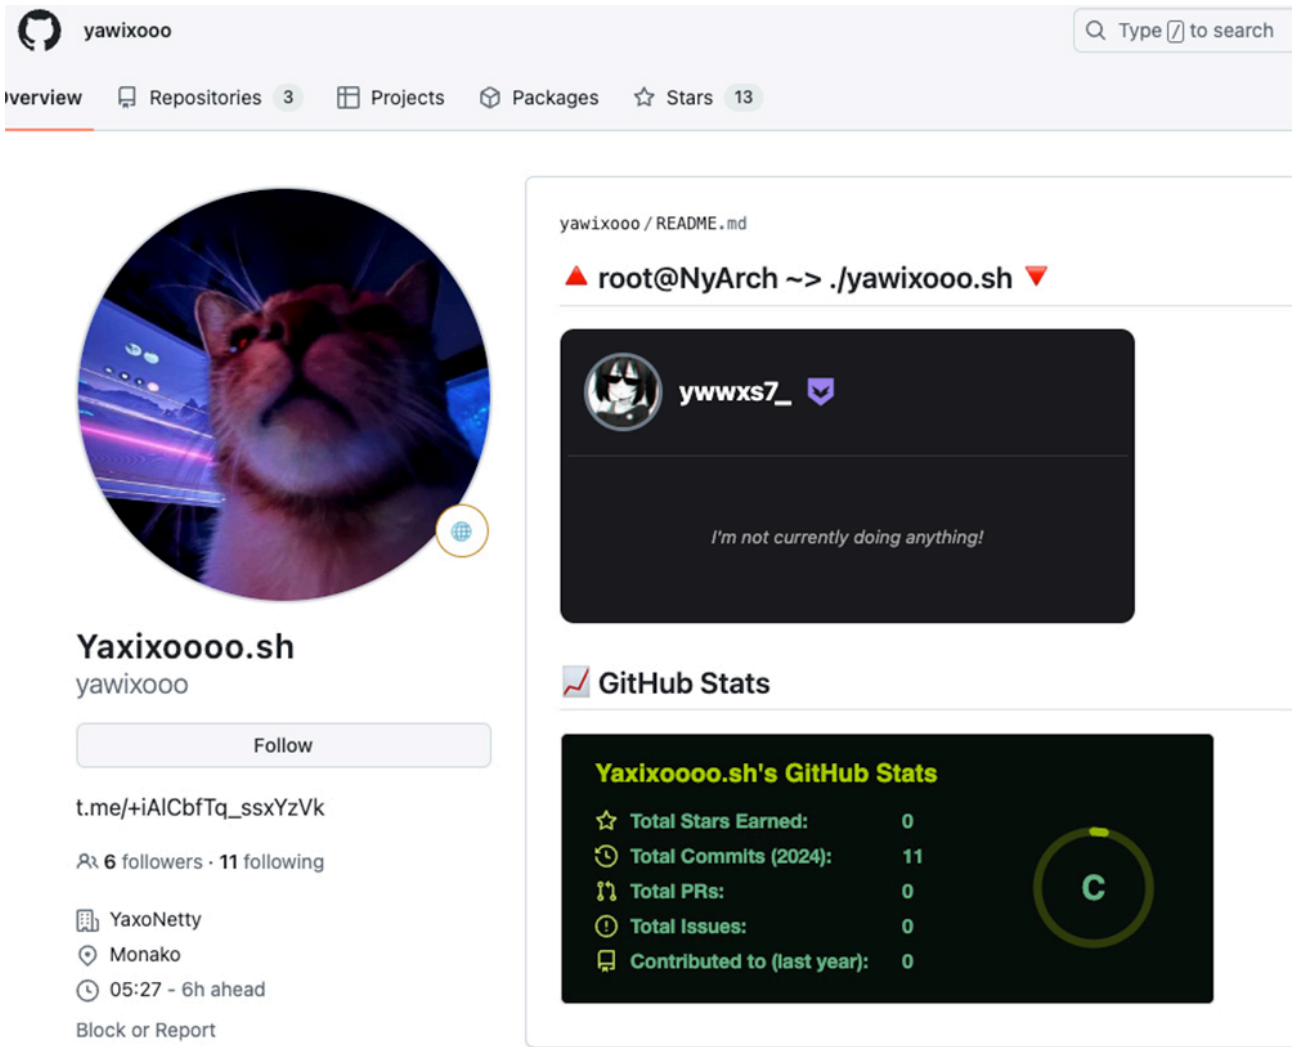 yawixooo
Type / to search
Overview
Repositories 3
Projects
Packages
Stars 13
yawixooo/README.md
root@NyArch ~> ./yawixooo.sh
ywwxs7_
I'm not currently doing anything!
Yaxixoooo.sh
yawixooo
Follow
t.me/+iAlCbfTq_ssxYzVk
6 followers · 11 following
YaxoNetty
Monako
05:27 - 6h ahead
Block or Report
GitHub Stats
Yaxixoooo.sh's GitHub Stats
Total Stars Earned: 0
Total Commits (2024): 11
Total PRs: 0
Total Issues: 0
Contributed to (last year): 0
C